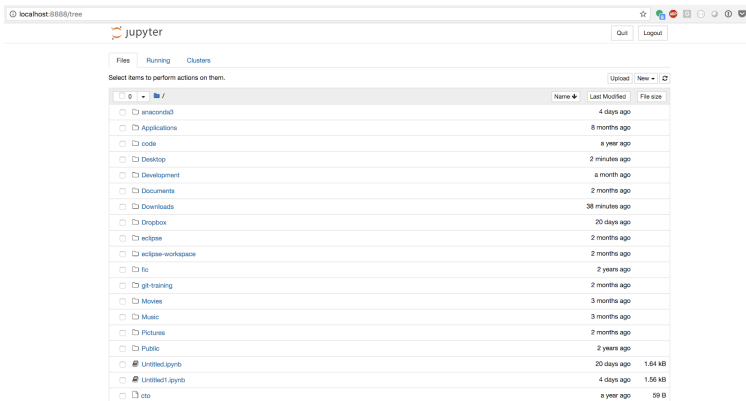 localhost:8888/tree
jupyter
Quit Logout
Files Running Clusters
Select items to perform actions on them.
Upload New
0 /
Name Last Modified File size
anaconda3 4 days ago
Applications 8 months ago
code a year ago
Desktop 2 minutes ago
Development a month ago
Documents 2 months ago
Downloads 38 minutes ago
Dropbox 20 days ago
eclipse 2 months ago
eclipse-workspace 2 months ago
fic 2 years ago
git-training 2 months ago
Movies 3 months ago
Music 3 months ago
Pictures 2 months ago
Public 2 years ago
Untitled.ipynb 20 days ago 1.64 kB
Untitled1.ipynb 4 days ago 1.56 kB
cto a year ago 59 B